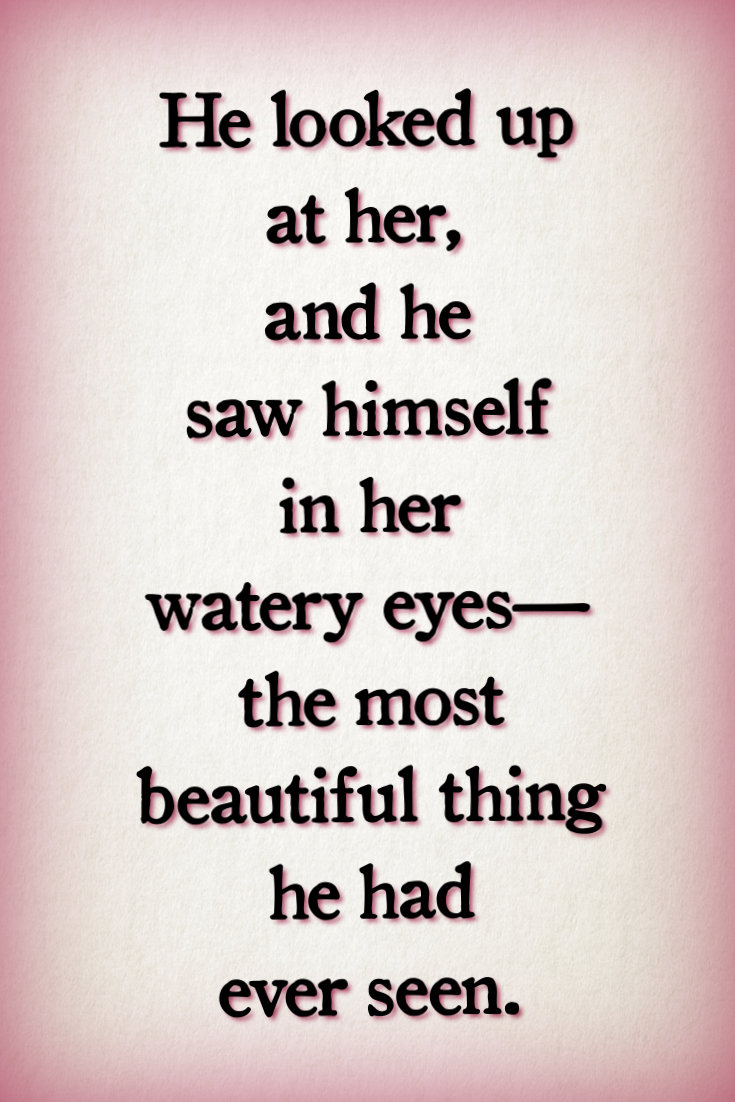 He looked up
at her,
and he
saw himself
in her
watery eyes—
the most
beautiful thing
he had
ever seen.